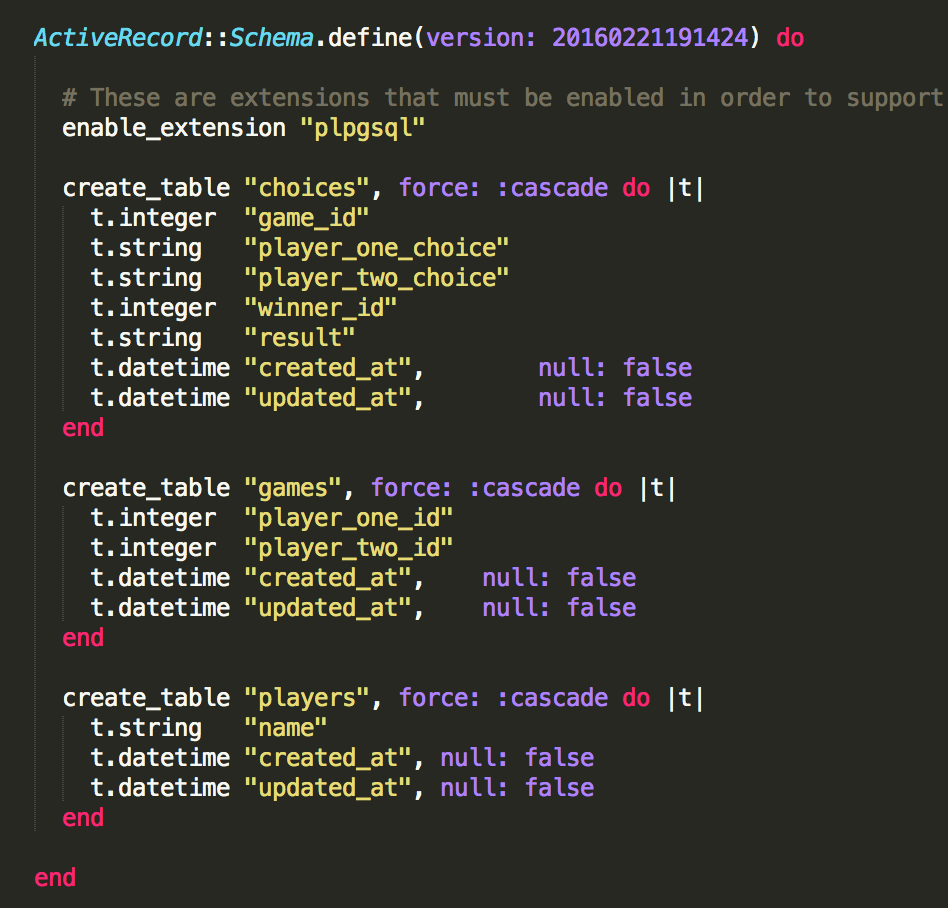 ActiveRecord::Schema.define(version: 20160221191424) do
# These are extensions that must be enabled in order to support
enable_extension "plpgsql"
create_table "choices", force: :cascade do |t|
t.integer "game_id"
t.string "player_one_choice"
t.string "player_two_choice"
t.integer "winner_id"
t.string "result"
t.datetime "created_at", null: false
t.datetime "updated_at", null: false
end
create_table "games", force: :cascade do |t|
t.integer "player_one_id"
t.integer "player_two_id"
t.datetime "created_at", null: false
t.datetime "updated_at", null: false
end
create_table "players", force: :cascade do |t|
t.string "name"
t.datetime "created_at", null: false
t.datetime "updated_at", null: false
end
end